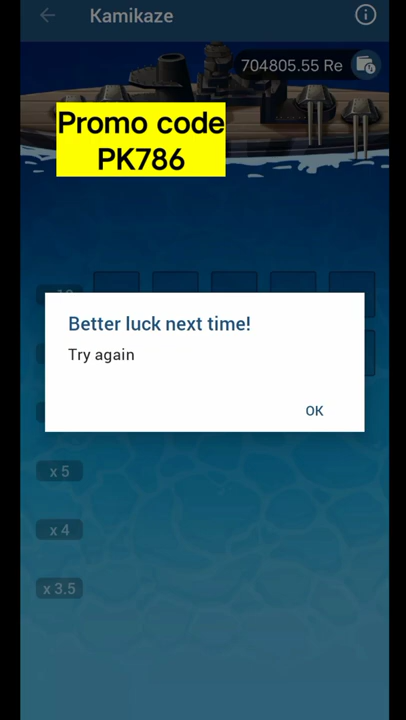 Kamikaze
704805.55 Re
Promo code
PK786
Better luck next time!
Try again
OK
x 5
x 4
x 3.5